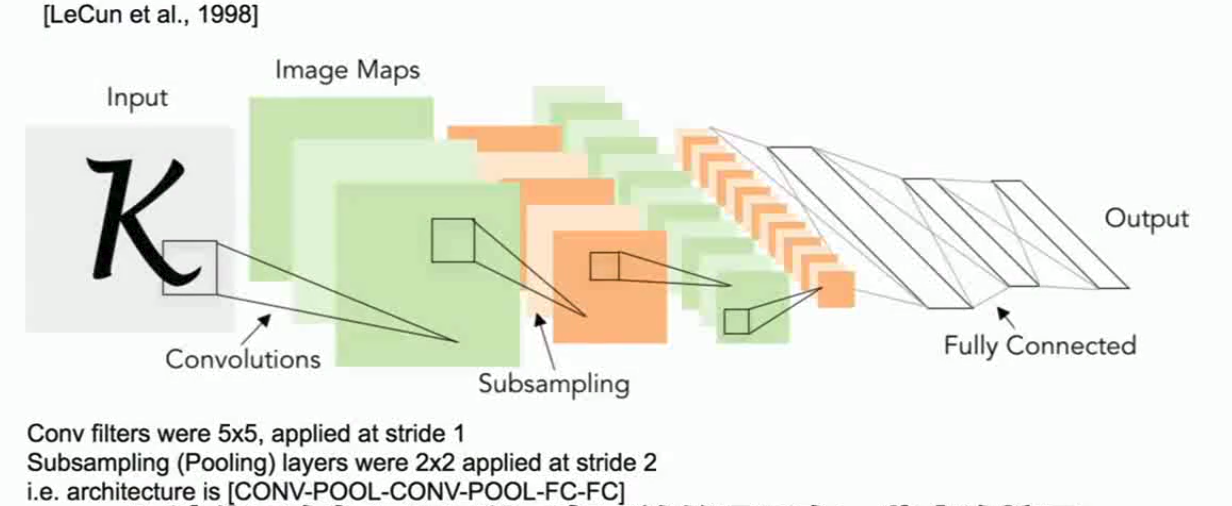 [LeCun et al., 1998]
Image Maps
Input
K
Output
Convolutions
Fully Connected
Subsampling
Conv filters were 5x5, applied at stride 1
Subsampling (Pooling) layers were 2x2 applied at stride 2
i.e. architecture is [CONV-POOL-CONV-POOL-FC-FC]